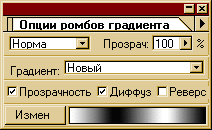 Опции ромбов градиента
Норма Прозрач: 100 %
Градиент: Новый
Прозрачность Диффуз Реверс
Измен